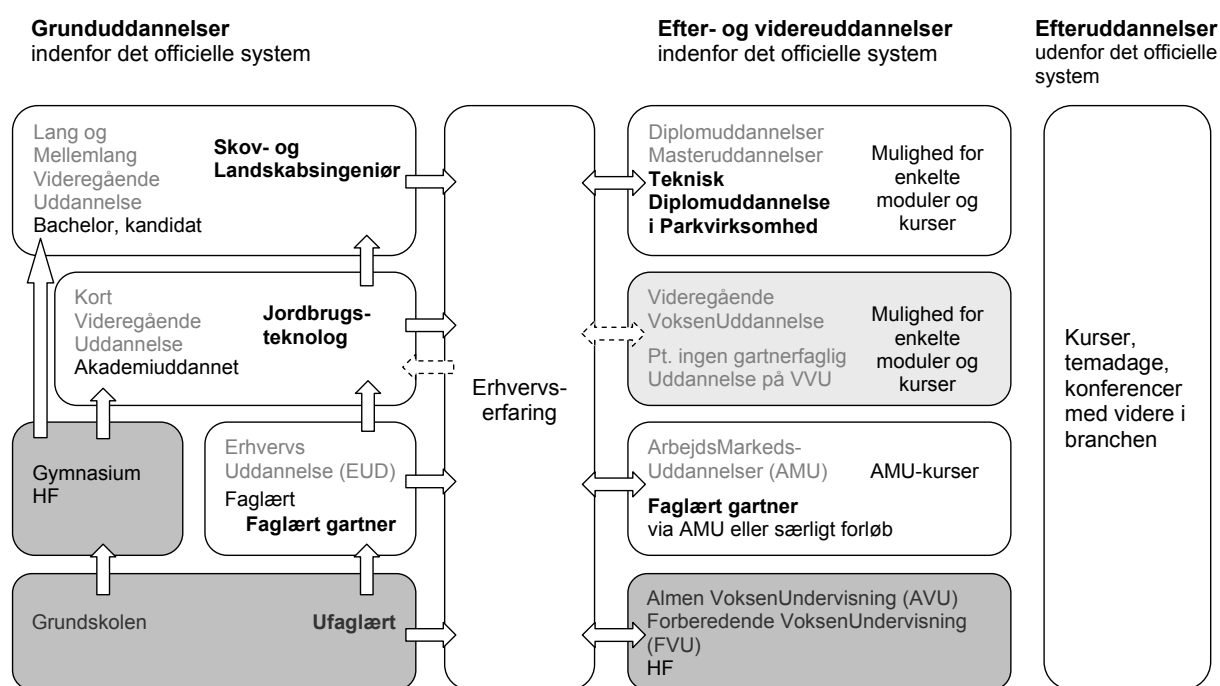 Grunduddannelser
indenfor det officielle system
Efter- og videreuddannelser
indenfor det officielle system
Efteruddannelser
udenfor det officielle
system
Lang og
Mellemlang
Videregående
Uddannelse
Bachelor, kandidat
Skov- og
Landskabsingeniør
Kort
Videregående
Uddannelse
Akademiuddannet
Jordbrugs-
teknolog
Gymnasium
HF
Erhvervs
Uddannelse (EUD)
Faglært
Faglært gartner
Grundskolen
Ufaglært
Erhvervs-
erfaring
Diplomuddannelser
Masteruddannelser
Teknisk
Diplomuddannelse
i Parkvirksomhed
Mulighed for
enkelte
moduler og
kurser
Videregående
VoksenUddannelse
Pt. ingen gartnerfaglig
Uddannelse på VVU
Mulighed for
enkelte
moduler og
kurser
ArbejdsMarkeds-
Uddannelser (AMU)
AMU-kurser
Faglært gartner
via AMU eller særligt forløb
Almen VoksenUndervisning (AVU)
Forberedende VoksenUndervisning
(FVU)
HF
Kurser,
temadage,
konferencer
med videre i
branchen